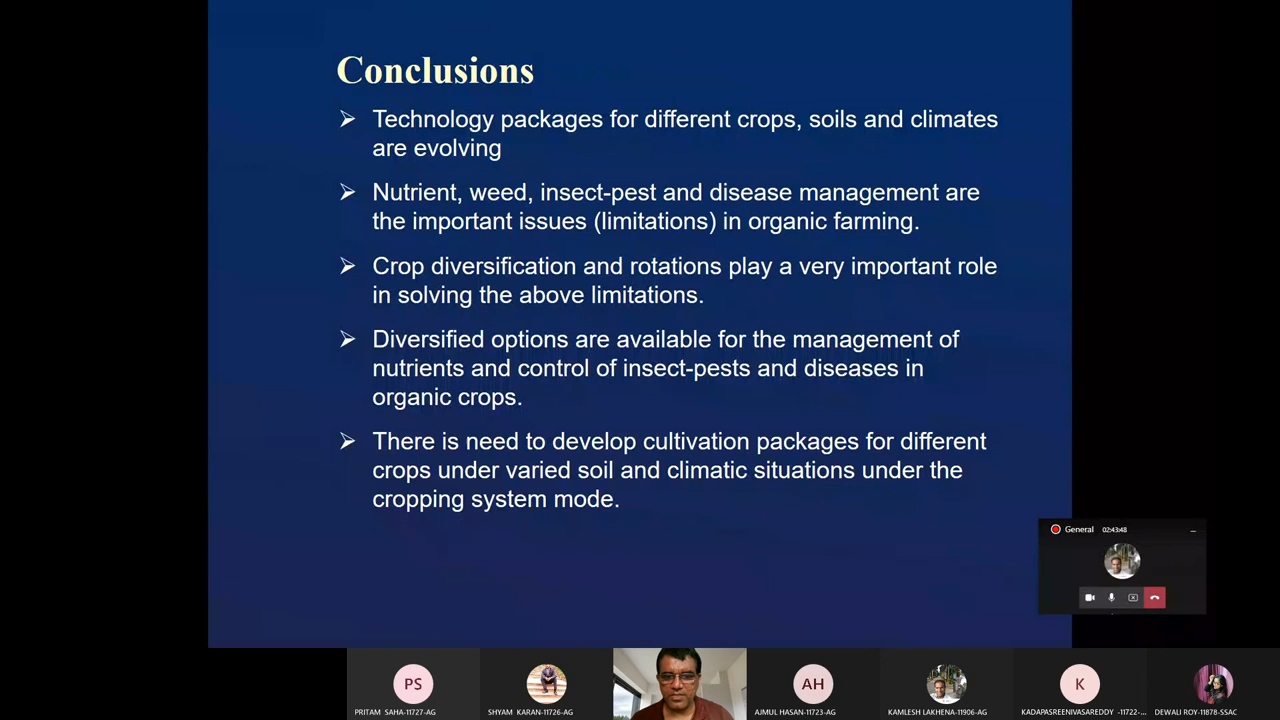 Conclusions
Technology packages for different crops, soils and climates
are evolving
Nutrient, weed, insect-pest and disease management are
the important issues (limitations) in organic farming.
Crop diversification and rotations play a very important role
in solving the above limitations.
Diversified options are available for the management of
nutrients and control of insect-pests and diseases in
organic crops.
There is need to develop cultivation packages for different
crops under varied soil and climatic situations under the
cropping system mode.
General 02:43:48
PS
AH
K
PRITAM SAHA-11727-AG
SHYAM KARAN-11726-AG
AJMUL HASAN-11723-AG
KAMLESH LAKHENA-11906-AG
KADAPASREENIVASAREDDY -11722-...
DEWALI ROY-11878-SSAC